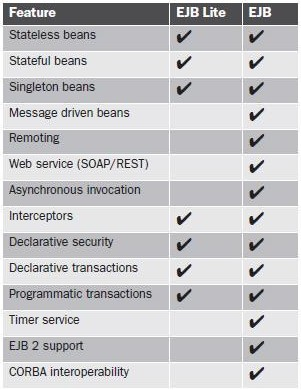 Feature EJB Lite EJB
Stateless beans ✔ ✔
Stateful beans ✔ ✔
Singleton beans ✔ ✔
Message driven beans ✔
Remoting ✔
Web service (SOAP/REST) ✔
Asynchronous invocation ✔
Interceptors ✔ ✔
Declarative security ✔ ✔
Declarative transactions ✔ ✔
Programmatic transactions ✔ ✔
Timer service ✔
EJB 2 support ✔
CORBA interoperability ✔